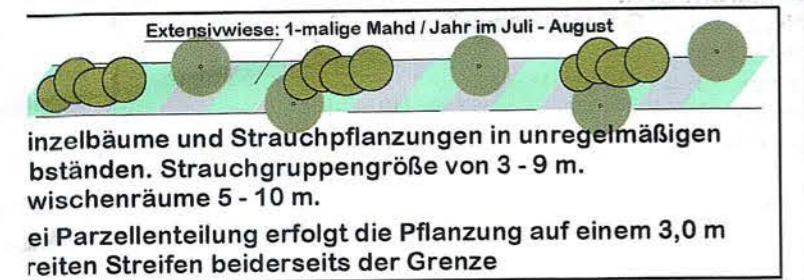 Extensivwiese: 1-malige Mahd / Jahr im Juli - August
inzelbäume und Strauchpflanzungen in unregelmäßigen
bständen. Strauchgruppengröße von 3 - 9 m.
wischenräume 5 - 10 m.
ei Parzellenteilung erfolgt die Pflanzung auf einem 3,0 m
reiten Streifen beiderseits der Grenze